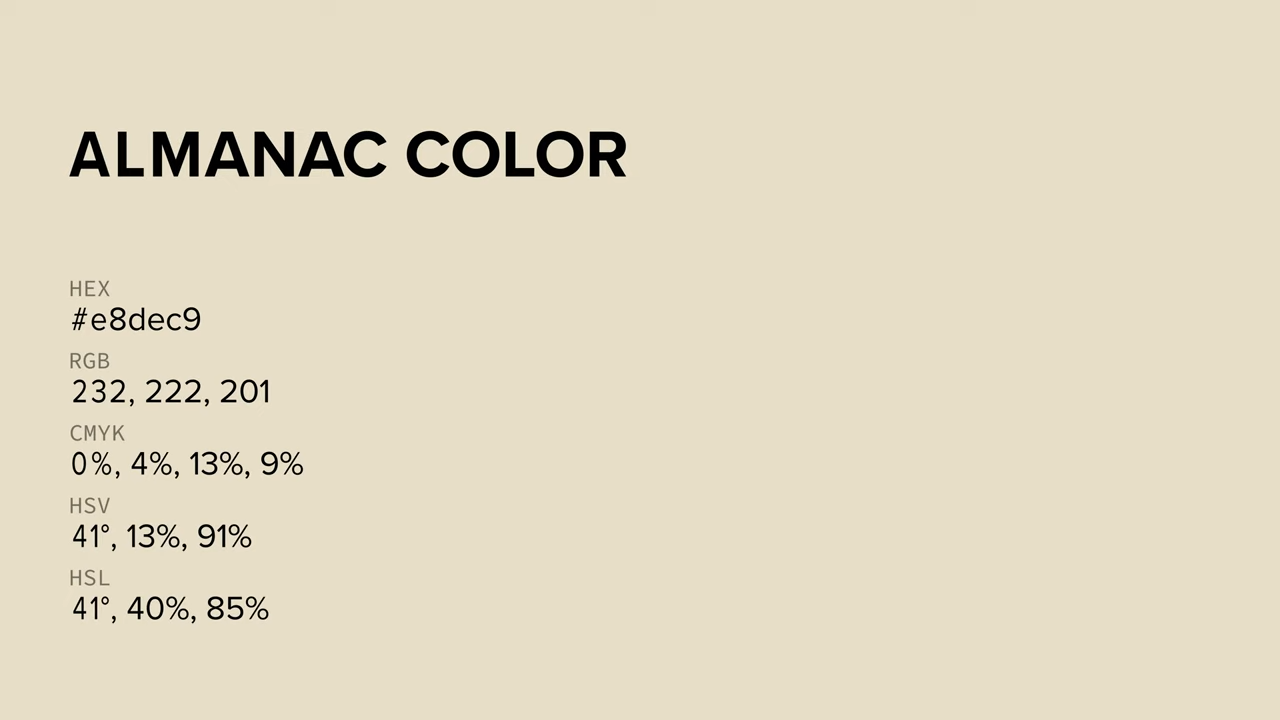 ALMANAC COLOR
HEX
#e8dec9
RGB
232, 222, 201
CMYK
0%, 4%, 13%, 9%
HSV
41°, 13%, 91%
HSL
41°, 40%, 85%